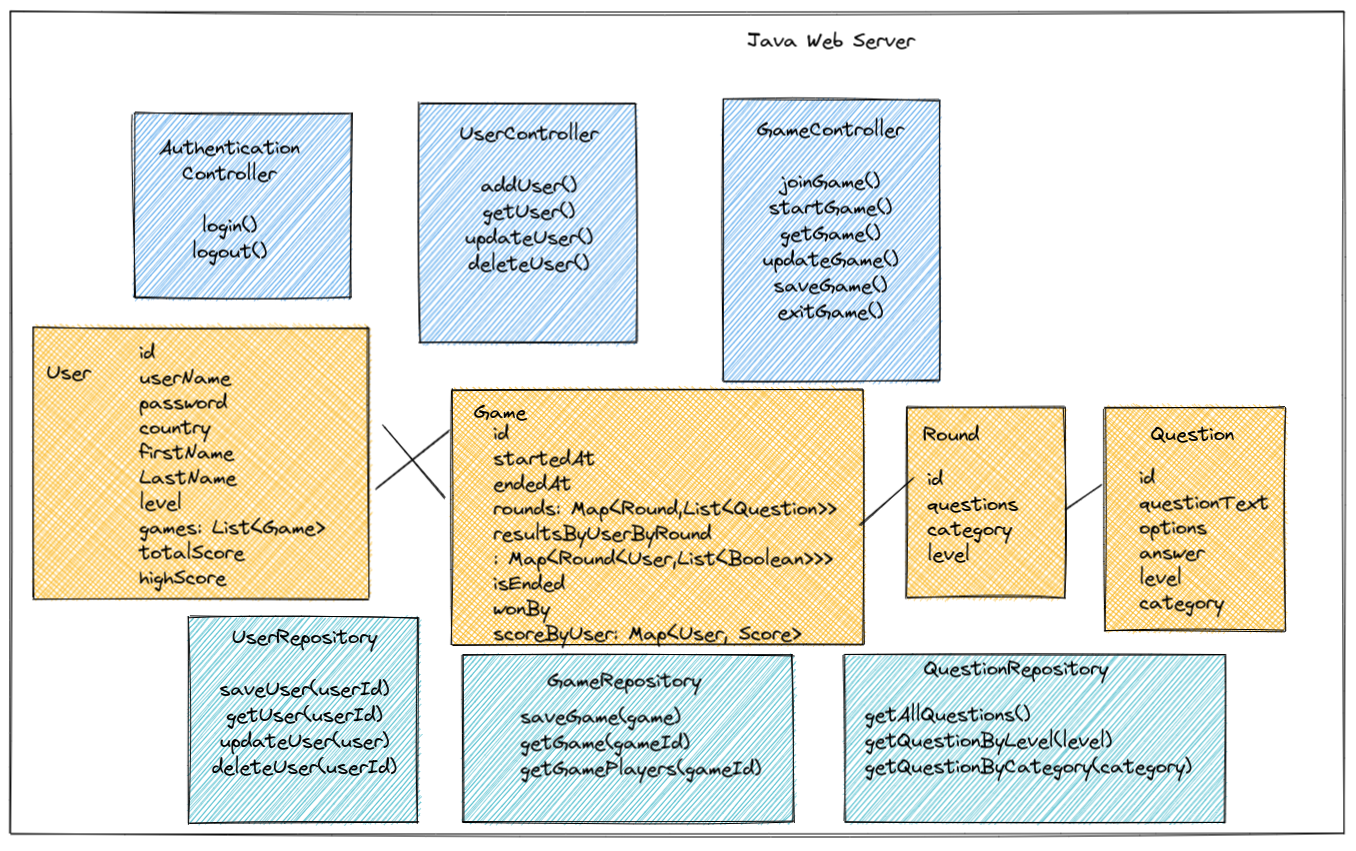 Java Web Server
Authentication
Controller
login()
logout()
UserController
addUser()
getUser()
updateUser()
deleteUser()
GameController
joinGame()
startGame()
getGame()
updateGame()
saveGame()
exitGame()
User
id
userName
password
country
firstName
LastName
level
games: List<Game>
totalScore
highScore
Game
id
startedAt
endedAt
rounds: Map<Round,List<Question>>
resultsByUserByRound
: Map<Round<User,List<Boolean>>>
isEnded
wonBy
scoreByUser: Map<User, Score>
Round
id
questions
category
level
Question
id
questionText
options
answer
level
category
UserRepository
saveUser(userId)
getUser(userId)
updateUser(user)
deleteUser(userId)
GameRepository
saveGame(game)
getGame(gameId)
getGamePlayers(gameId)
QuestionRepository
getAllQuestions()
getQuestionByLevel(level)
getQuestionByCategory(category)